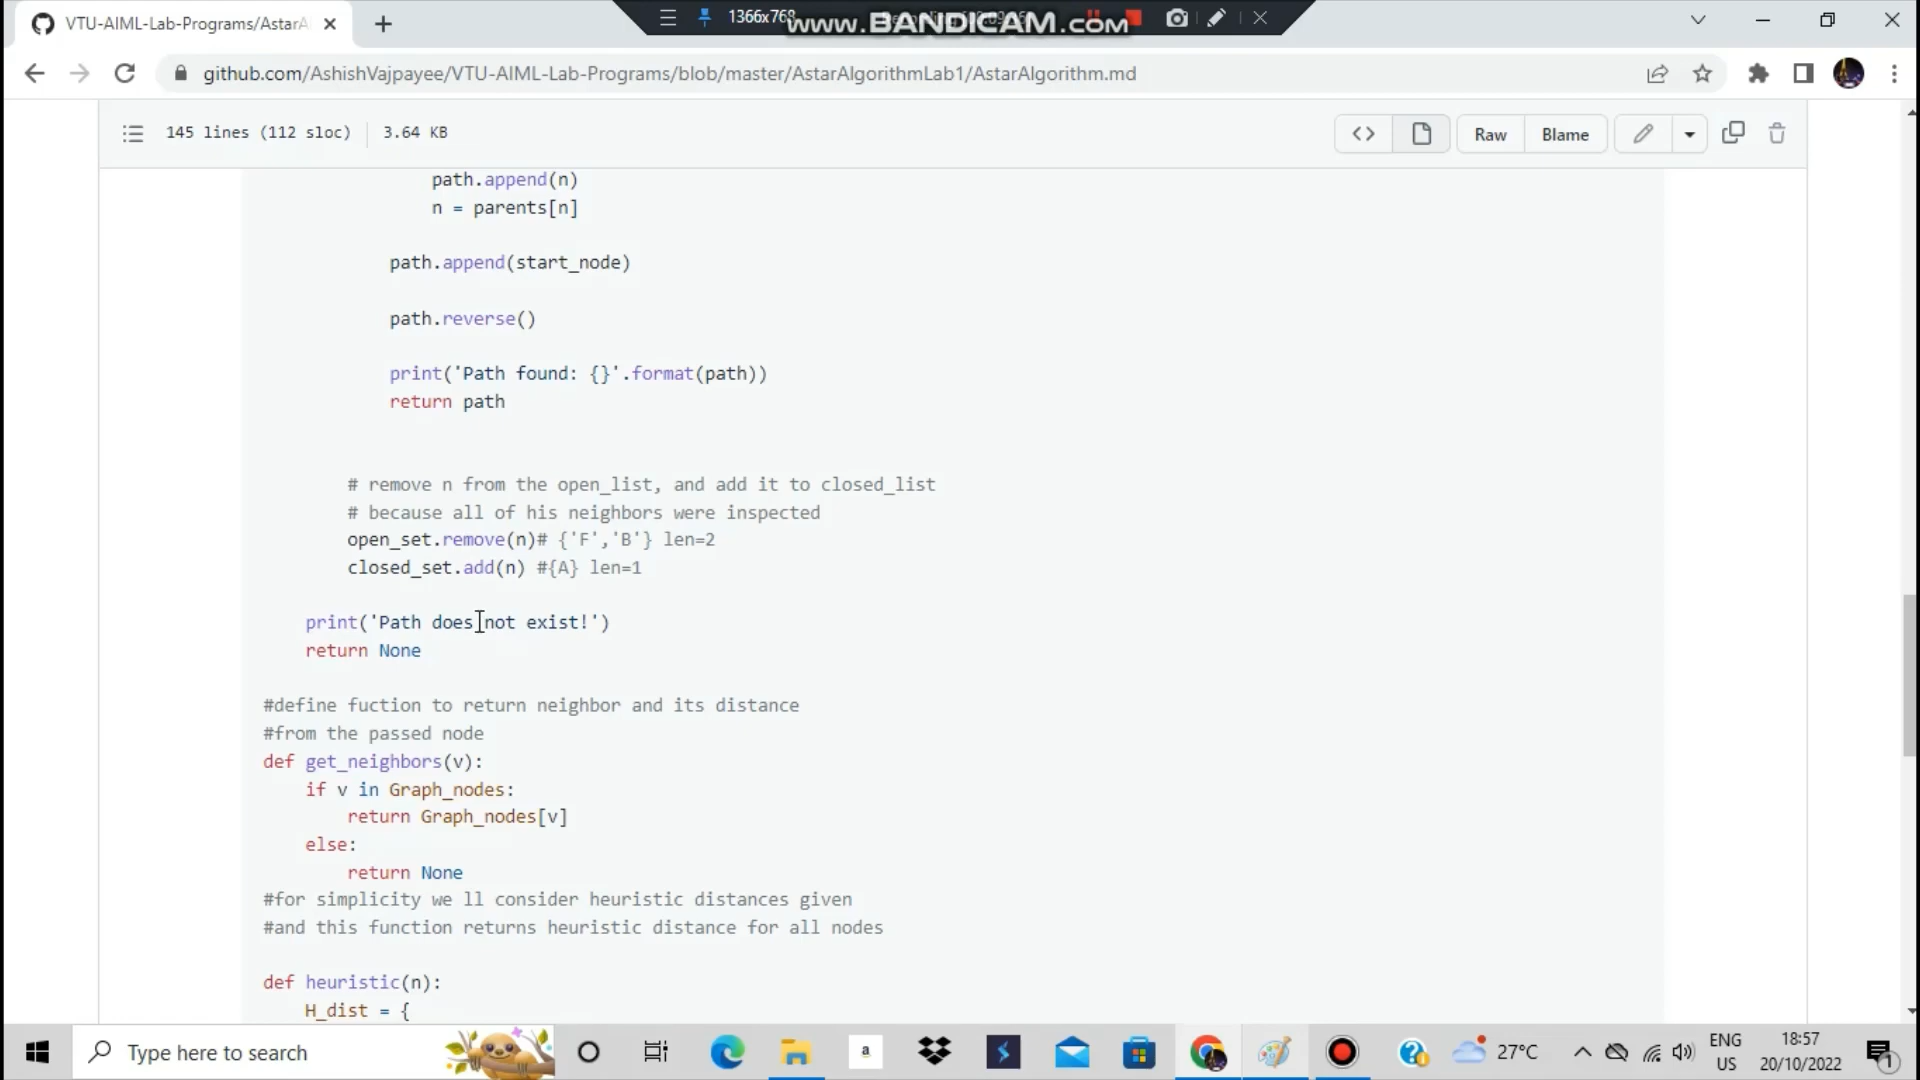 VTU-AIML-Lab-Programs/AstarA
1366x768
www.BANDICAM.com
github.com/AshishVajpayee/VTU-AIML-Lab-Programs/blob/master/AstarAlgorithmLab1/AstarAlgorithm.md
145 lines (112 sloc) 3.64 KB
Raw Blame
path.append(n)
n = parents[n]
path.append(start_node)
path.reverse()
print('Path found: {}'.format(path))
return path
# remove n from the open_list, and add it to closed_list
# because all of his neighbors were inspected
open_set.remove(n)# {'F','B'} len=2
closed_set.add(n) #{A} len=1
print('Path does not exist!')
return None
#define fuction to return neighbor and its distance
#from the passed node
def get_neighbors(v):
if v in Graph_nodes:
return Graph_nodes[v]
else:
return None
#for simplicity we ll consider heuristic distances given
#and this function returns heuristic distance for all nodes
def heuristic(n):
H_dist = {
Type here to search
a
27°C
ENG
US
18:57
20/10/2022
1